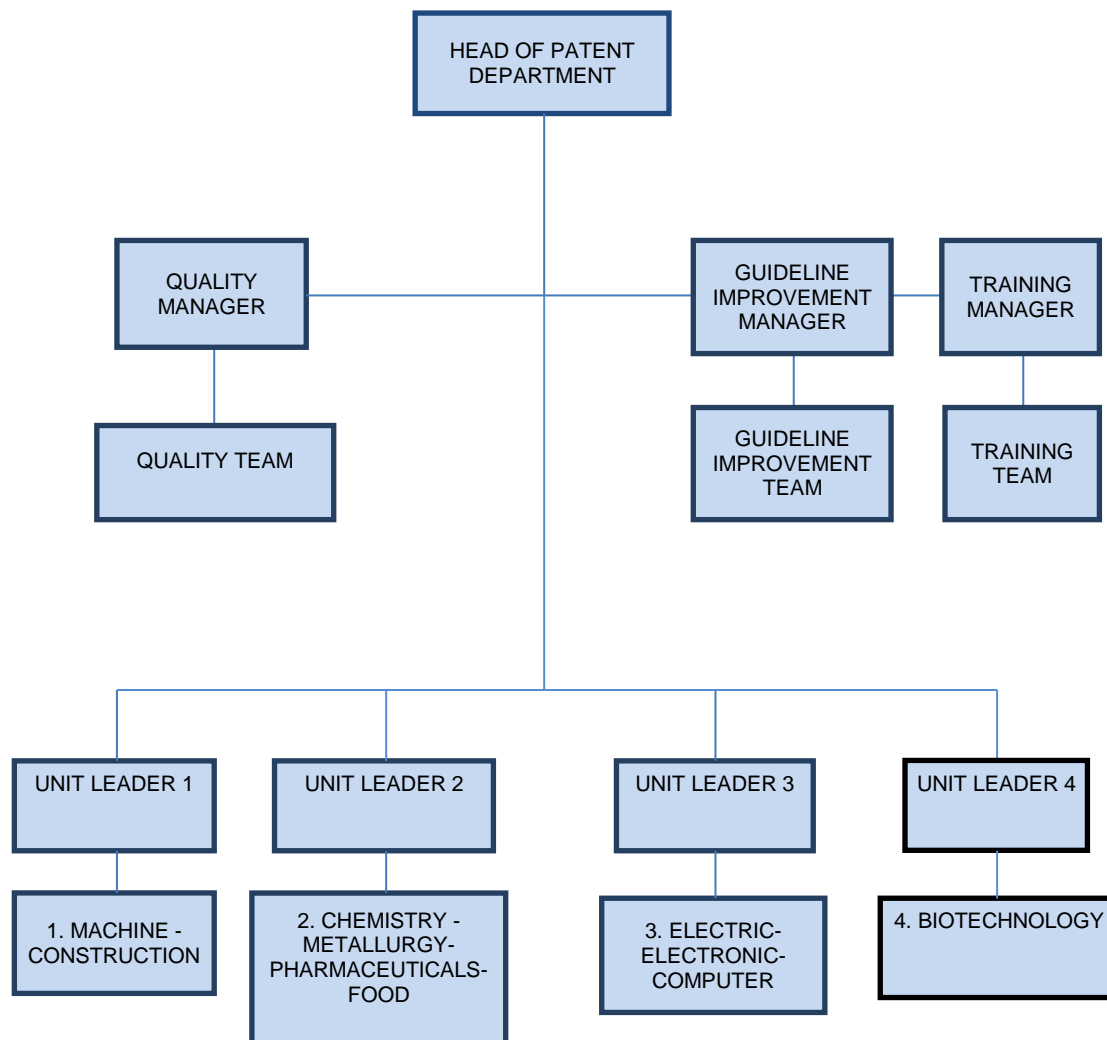 HEAD OF PATENT
DEPARTMENT
QUALITY
MANAGER
GUIDELINE
IMPROVEMENT
MANAGER
TRAINING
MANAGER
QUALITY TEAM
GUIDELINE
IMPROVEMENT
TEAM
TRAINING
TEAM
UNIT LEADER 1
UNIT LEADER 2
UNIT LEADER 3
UNIT LEADER 4
1. MACHINE -
CONSTRUCTION
2. CHEMISTRY -
METALLURGY-
PHARMACEUTICALS-
FOOD
3. ELECTRIC-
ELECTRONIC-
COMPUTER
4. BIOTECHNOLOGY